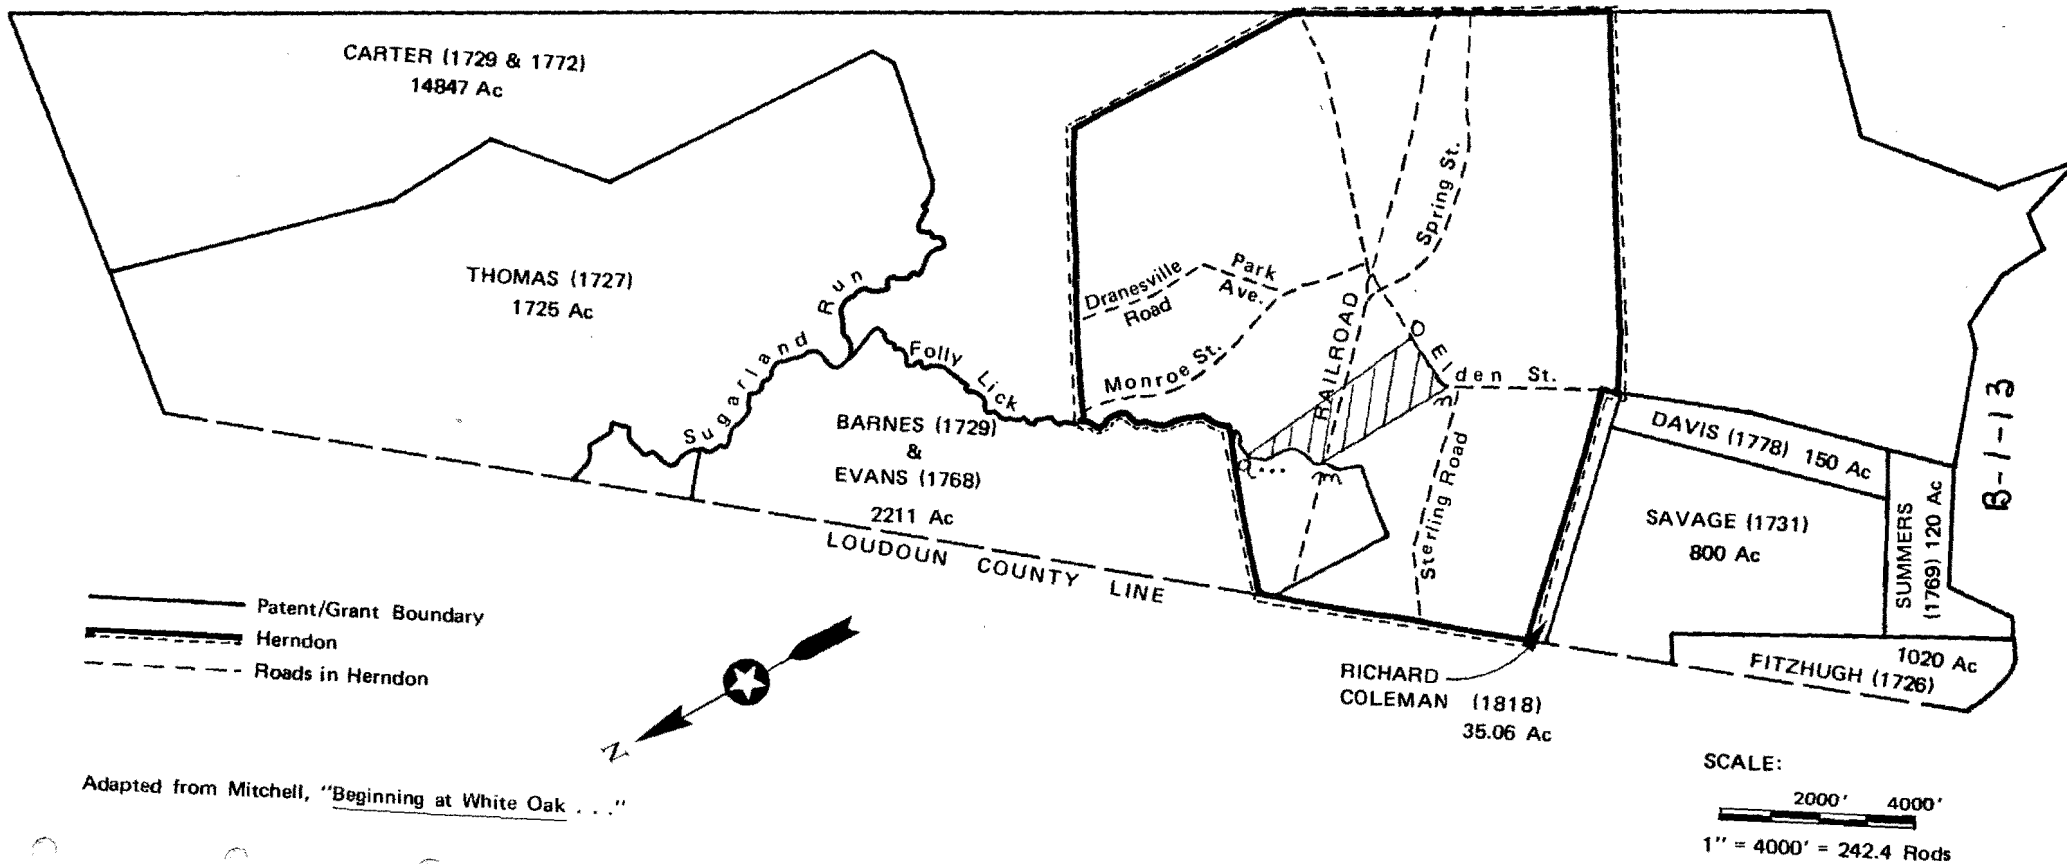 CARTER (1729 & 1772)
14847 Ac
THOMAS (1727)
1725 Ac
Sugarland Run
Folly Lick
BARNES (1729)
&
EVANS (1768)
2211 Ac
LOUDOUN COUNTY LINE
Dranesville
Road
Park
Ave.
Monroe St.
Spring St.
RAILROAD
Elden St.
Sterling Road
DAVIS (1778) 150 Ac
SAVAGE (1731)
800 Ac
SUMMERS
(1769) 120 Ac
1020 Ac
FITZHUGH (1726)
B-1-13
RICHARD
COLEMAN (1818)
35.06 Ac
Patent/Grant Boundary
Herndon
Roads in Herndon
N
Adapted from Mitchell, "Beginning at White Oak . . ."
SCALE:
2000' 4000'
1" = 4000' = 242.4 Rods